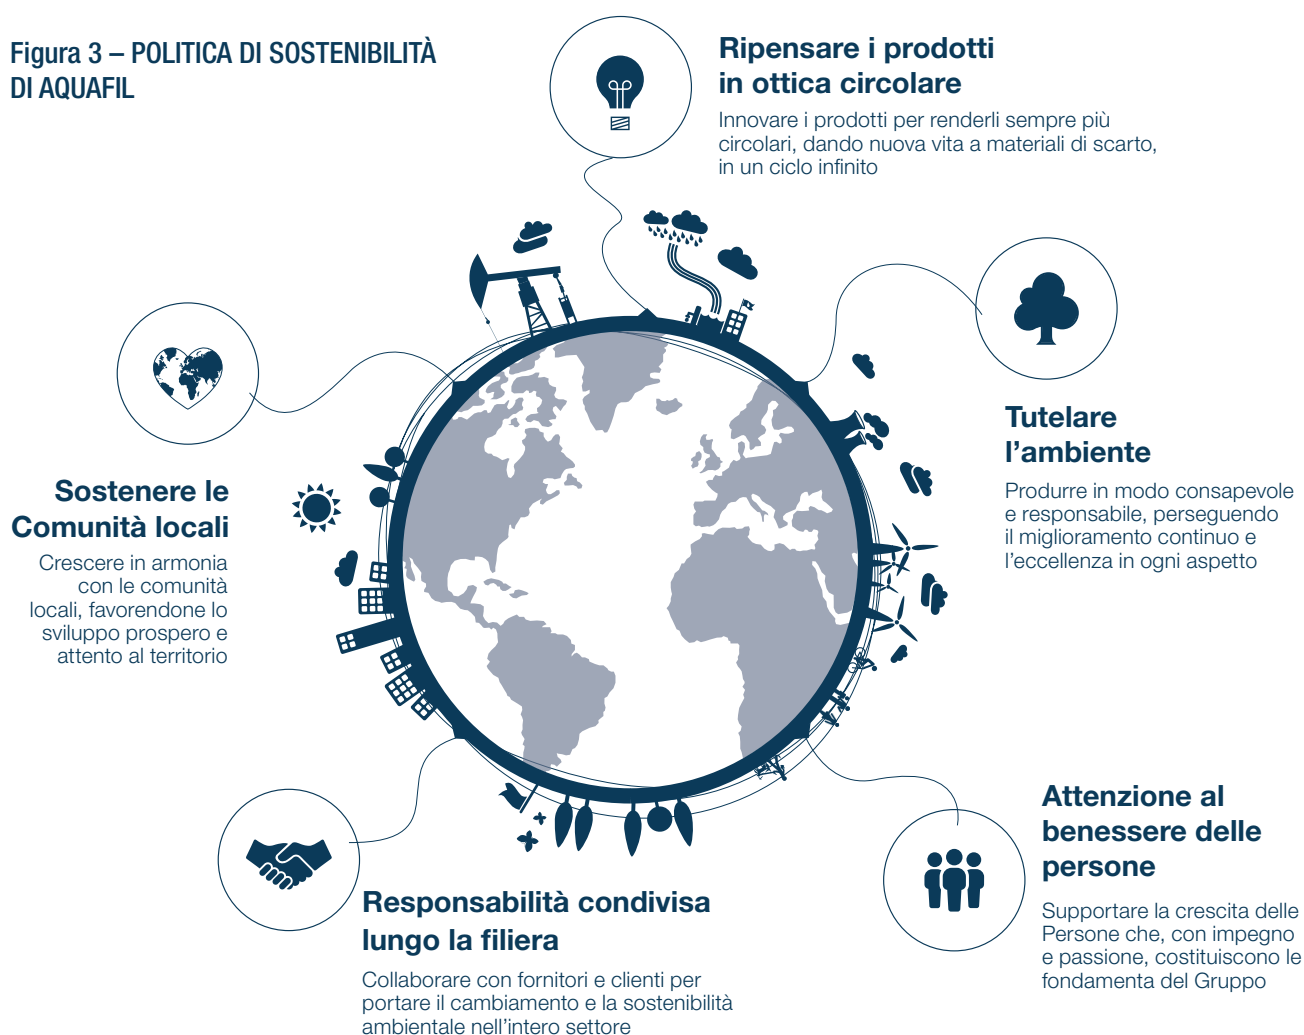 Figura 3 – POLITICA DI SOSTENIBILITÀ
DI AQUAFIL
Ripensare i prodotti
in ottica circolare
Innovare i prodotti per renderli sempre più
circolari, dando nuova vita a materiali di scarto,
in un ciclo infinito
Tutelare
l’ambiente
Produrre in modo consapevole
e responsabile, perseguendo
il miglioramento continuo e
l’eccellenza in ogni aspetto
Sostenere le
Comunità locali
Crescere in armonia
con le comunità
locali, favorendone lo
sviluppo prospero e
attento al territorio
Attenzione al
benessere delle
persone
Supportare la crescita delle
Persone che, con impegno
e passione, costituiscono le
fondamenta del Gruppo
Responsabilità condivisa
lungo la filiera
Collaborare con fornitori e clienti per
portare il cambiamento e la sostenibilità
ambientale nell’intero settore